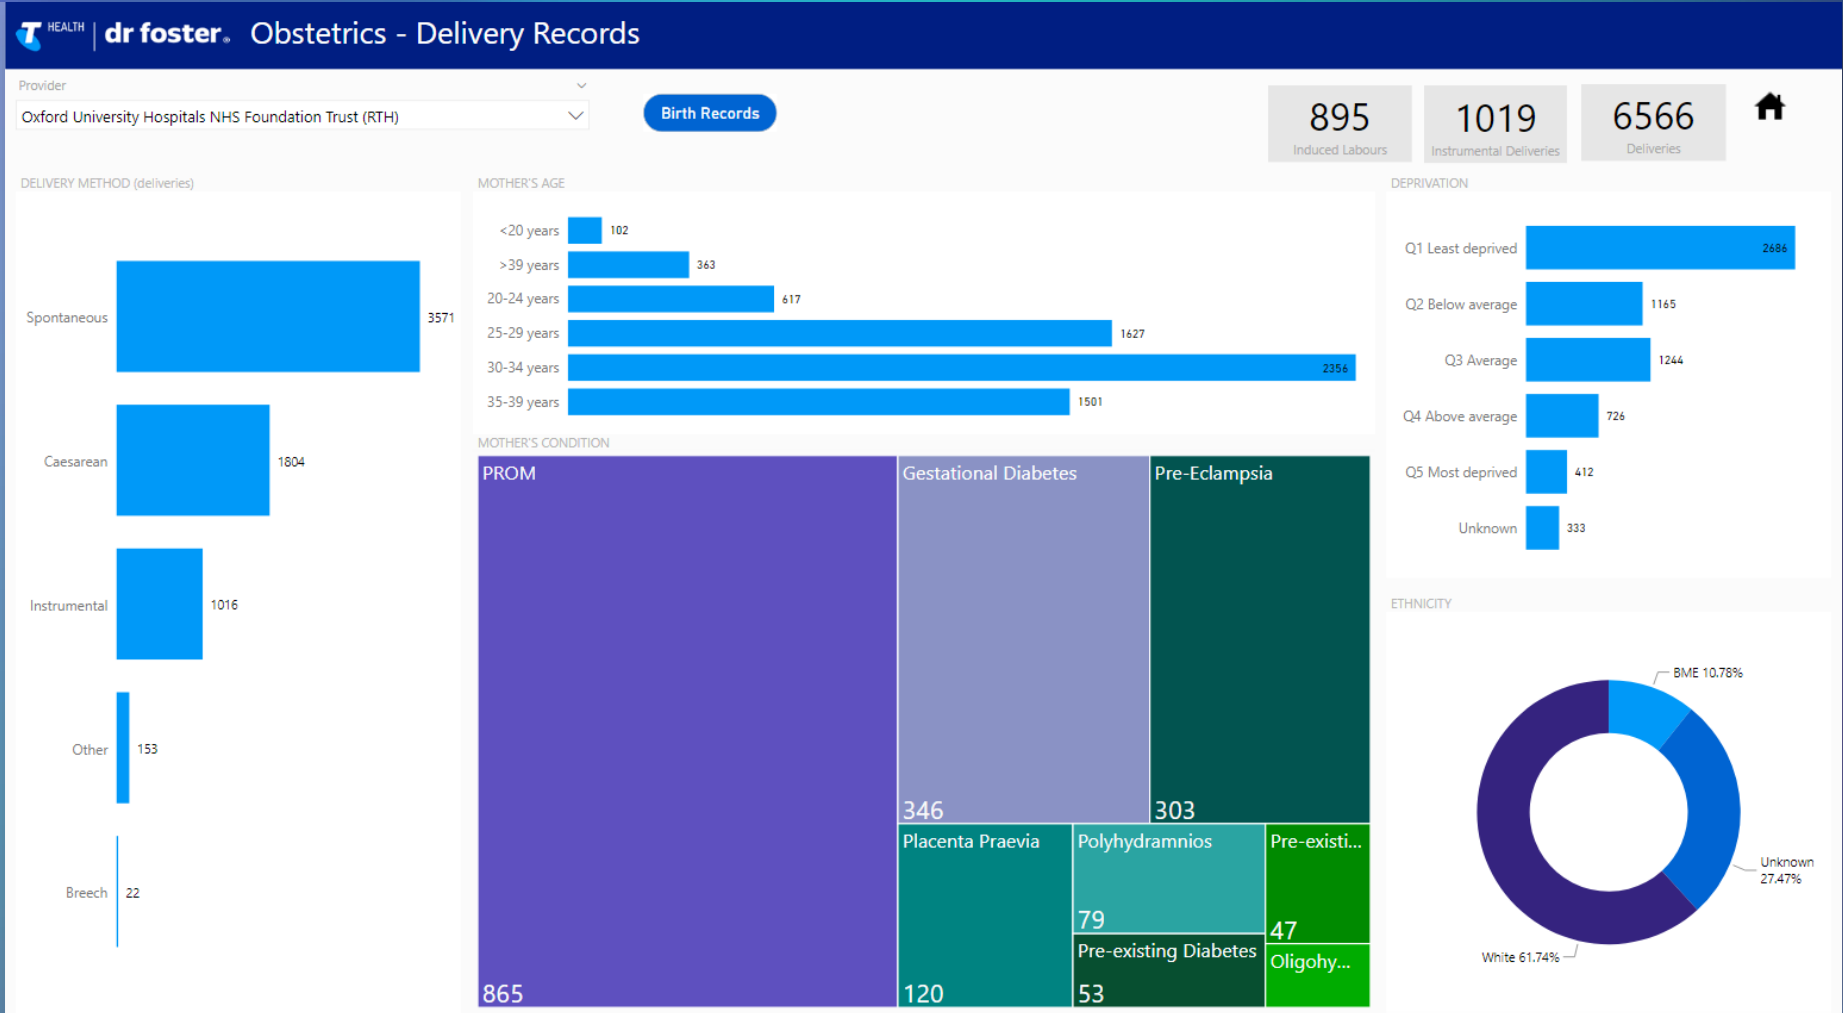 HEALTH
dr foster®
Obstetrics - Delivery Records
Provider
Oxford University Hospitals NHS Foundation Trust (RTH)
Birth Records
895
Induced Labours
1019
Instrumental Deliveries
6566
Deliveries
DELIVERY METHOD (deliveries)
Spontaneous 3571
Caesarean 1804
Instrumental 1016
Other 153
Breech 22
MOTHER'S AGE
<20 years 102
>39 years 363
20-24 years 617
25-29 years 1627
30-34 years 2356
35-39 years 1501
MOTHER'S CONDITION
PROM
865
Gestational Diabetes
346
Pre-Eclampsia
303
Placenta Praevia
120
Polyhydramnios
79
Pre-existing Diabetes
53
Pre-existi...
47
Oligohy...
DEPRIVATION
Q1 Least deprived 2686
Q2 Below average 1165
Q3 Average 1244
Q4 Above average 726
Q5 Most deprived 412
Unknown 333
ETHNICITY
BME 10.78%
Unknown
27.47%
White 61.74%